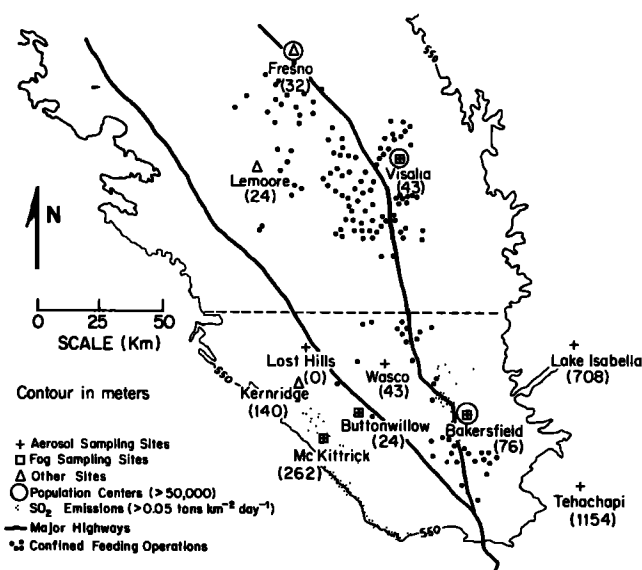 550
Fresno
(32)
Visalia
(43)
Lemoore
(24)
N
0 25 50
SCALE (Km)
Lost Hills
(0)
Wasco
(43)
Lake Isabella
(708)
550
Contour in meters
Kernridge
(140)
Buttonwillow
(24)
Bakersfield
(76)
Mc Kittrick
(262)
Tehachapi
(1154)
550
+ Aerosol Sampling Sites
Fog Sampling Sites
Other Sites
Population Centers (>50,000)
SO₂ Emissions (>0.05 tons km⁻² day⁻¹)
Major Highways
Confined Feeding Operations